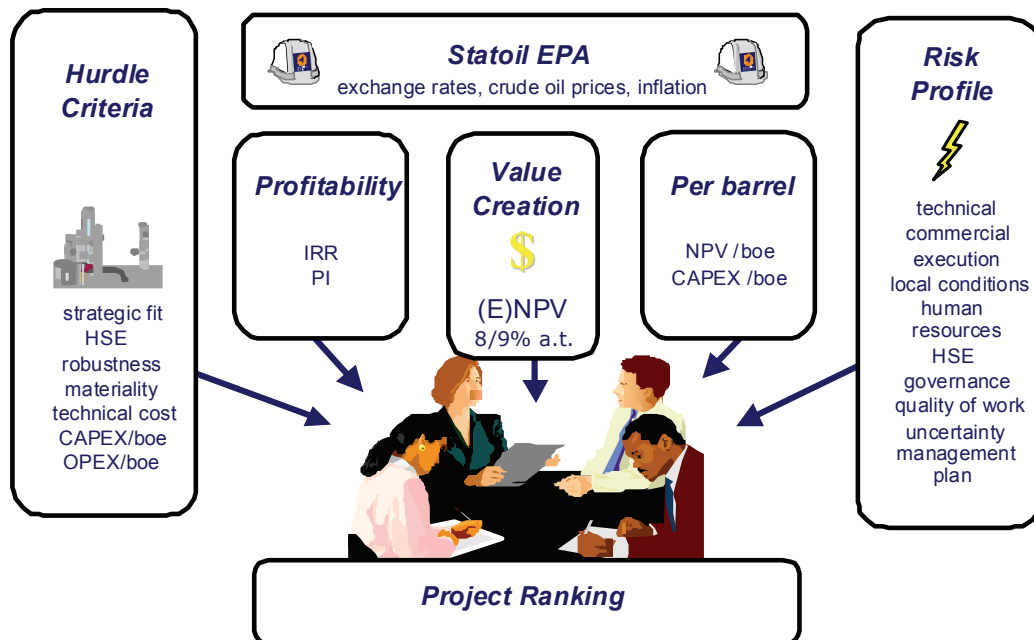 Hurdle
Criteria
strategic fit
HSE
robustness
materiality
technical cost
CAPEX/boe
OPEX/boe
Statoil EPA
exchange rates, crude oil prices, inflation
Profitability
IRR
PI
Value
Creation
$
(E)NPV
8/9% a.t.
Per barrel
NPV /boe
CAPEX /boe
Risk
Profile
technical
commercial
execution
local conditions
human
resources
HSE
governance
quality of work
uncertainty
management
plan
Project Ranking